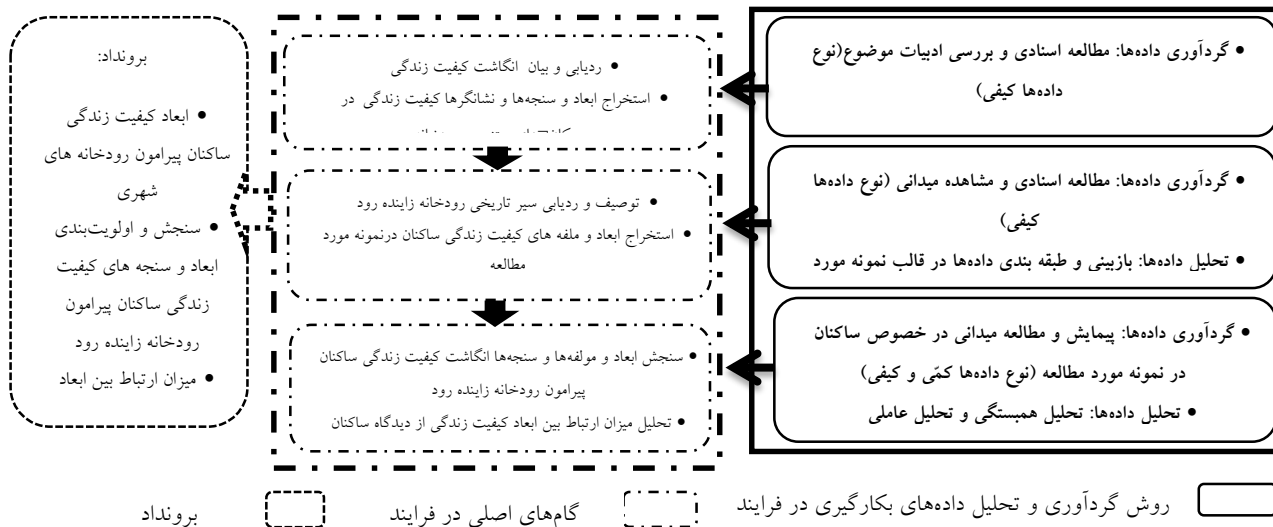 • گردآوری داده‌ها: مطالعه اسنادی و بررسی ادبیات موضوع(نوع
داده‌ها کیفی)
• گردآوری داده‌ها: مطالعه اسنادی و مشاهده میدانی (نوع داده‌ها
کیفی)
• تحلیل داده‌ها: بازبینی و طبقه بندی داده‌ها در قالب نمونه مورد
• گردآوری داده‌ها: پیمایش و مطالعه میدانی در خصوص ساکنان
در نمونه مورد مطالعه (نوع داده‌ها کمّی و کیفی)
• تحلیل داده‌ها: تحلیل همبستگی و تحلیل عاملی
• ردیابی و بیان انگاشت کیفیت زندگی
• استخراج ابعاد و سنجه‌ها و نشانگرها کیفیت زندگی در
• توصیف و ردیابی سیر تاریخی رودخانه زاینده رود
• استخراج ابعاد و ملفه های کیفیت زندگی ساکنان درنمونه مورد
مطالعه
• سنجش ابعاد و مولفه‌ها و سنجه‌ها انگاشت کیفیت زندگی ساکنان
پیرامون رودخانه زاینده رود
• تحلیل میزان ارتباط بین ابعاد کیفیت زندگی از دیدگاه ساکنان
برونداد:
• ابعاد کیفیت زندگی
ساکنان پیرامون رودخانه های
شهری
• سنجش و اولویت‌بندی
ابعاد و سنجه های کیفیت
زندگی ساکنان پیرامون
رودخانه زاینده رود
• میزان ارتباط بین ابعاد
روش گردآوری و تحلیل داده‌های بکارگیری در فرایند
گام‌های اصلی در فرایند
برونداد